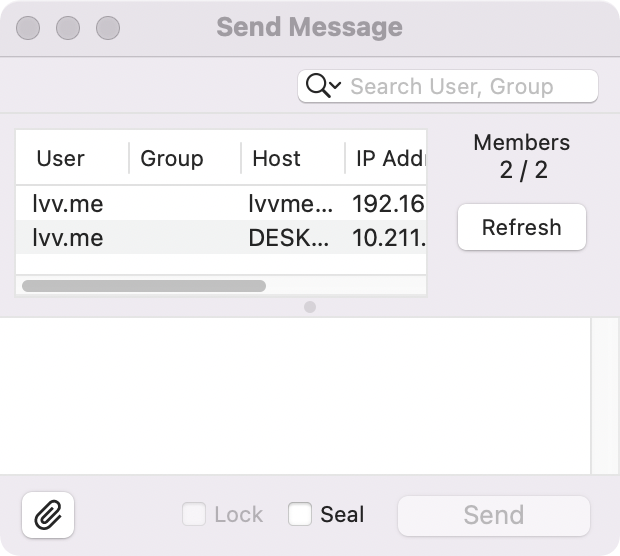 Send Message
Search User, Group
User Group Host IP Addr
lvv.me lvvme... 192.16
lvv.me DESK... 10.211.
Members
2 / 2
Refresh
Lock Seal Send